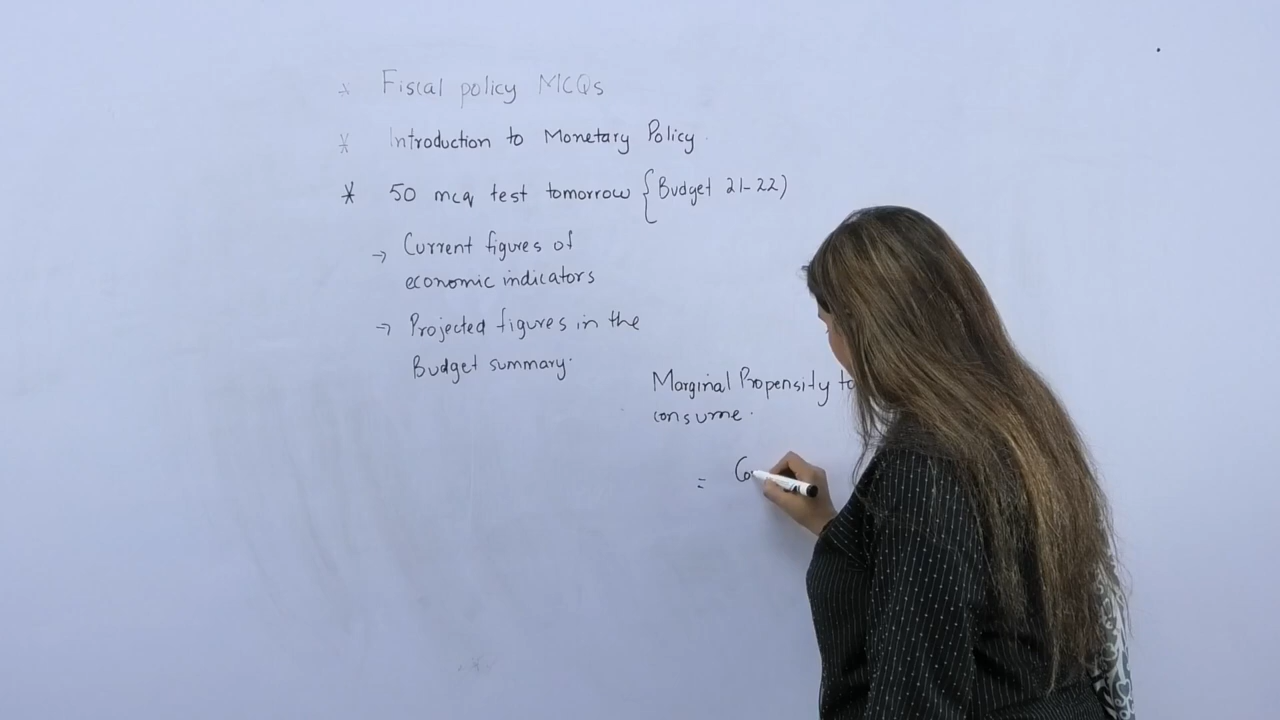 Fiscal policy MCQs
* Introduction to Monetary Policy.
* 50 mcq test tomorrow {Budget 21-22)
→ Current figures of
economic indicators
→ Projected figures in the
Budget summary.
Marginal Propensity to
consume.
= Co